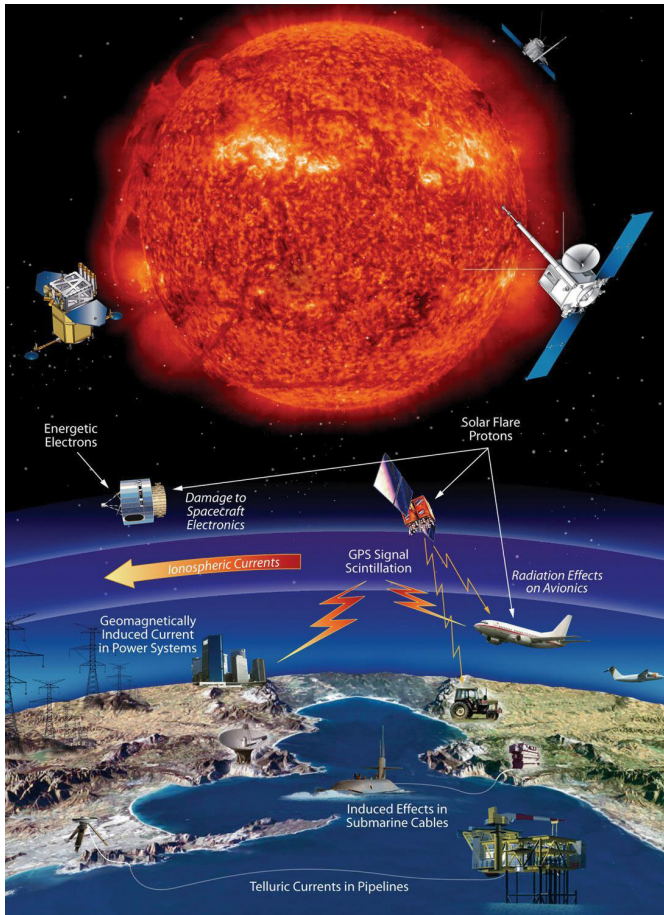 Energetic
Electrons
Solar Flare
Protons
Damage to
Spacecraft
Electronics
GPS Signal
Scintillation
Ionospheric Currents
Radiation Effects
on Avionics
Geomagnetically
Induced Current
in Power Systems
Induced Effects in
Submarine Cables
Telluric Currents in Pipelines